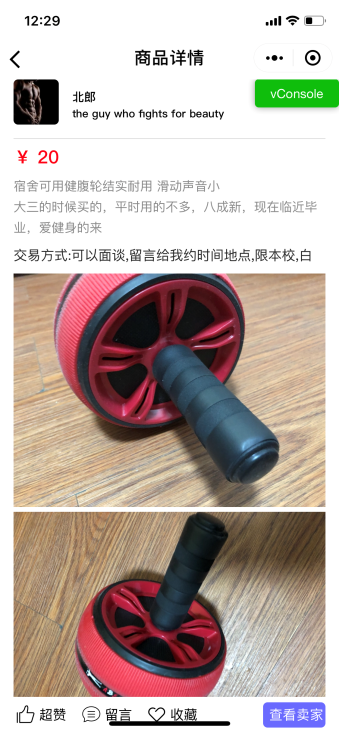 12:29
商品详情
北郎
the guy who fights for beauty
vConsole
￥ 20
宿舍可用健腹轮结实耐用 滑动声音小
大三的时候买的，平时用的不多，八成新，现在临近毕
业，爱健身的来
交易方式:可以面谈,留言给我约时间地点,限本校,白
超赞 留言 收藏 查看卖家